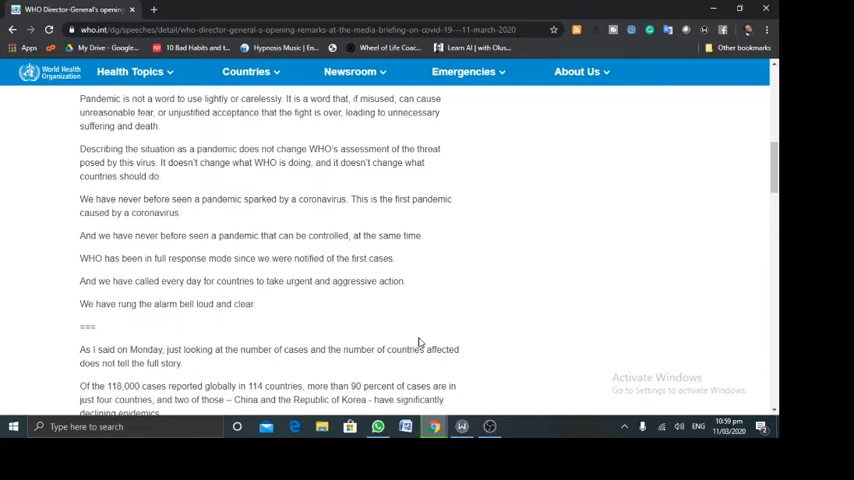 WHO Director-General's opening
who.int/dg/speeches/detail/who-director-general-s-opening-remarks-at-the-media-briefing-on-covid-19---11-march-2020
Apps
My Drive - Google...
10 Bad Habits and t...
Hypnosis Music | En...
Wheel of Life Coac...
Learn AI | with Olus...
Other bookmarks
World Health
Organization
Health Topics
Countries
Newsroom
Emergencies
About Us
Pandemic is not a word to use lightly or carelessly. It is a word that, if misused, can cause
unreasonable fear, or unjustified acceptance that the fight is over, leading to unnecessary
suffering and death.
Describing the situation as a pandemic does not change WHO's assessment of the threat
posed by this virus. It doesn't change what WHO is doing, and it doesn't change what
countries should do.
We have never before seen a pandemic sparked by a coronavirus. This is the first pandemic
caused by a coronavirus.
And we have never before seen a pandemic that can be controlled, at the same time.
WHO has been in full response mode since we were notified of the first cases.
And we have called every day for countries to take urgent and aggressive action.
We have rung the alarm bell loud and clear.
===
As I said on Monday, just looking at the number of cases and the number of countries affected
does not tell the full story.
Of the 118,000 cases reported globally in 114 countries, more than 90 percent of cases are in
just four countries, and two of those – China and the Republic of Korea - have significantly
declining epidemics.
Activate Windows
Go to Settings to activate Windows.
Type here to search
ENG
10:59 pm
11/03/2020
2